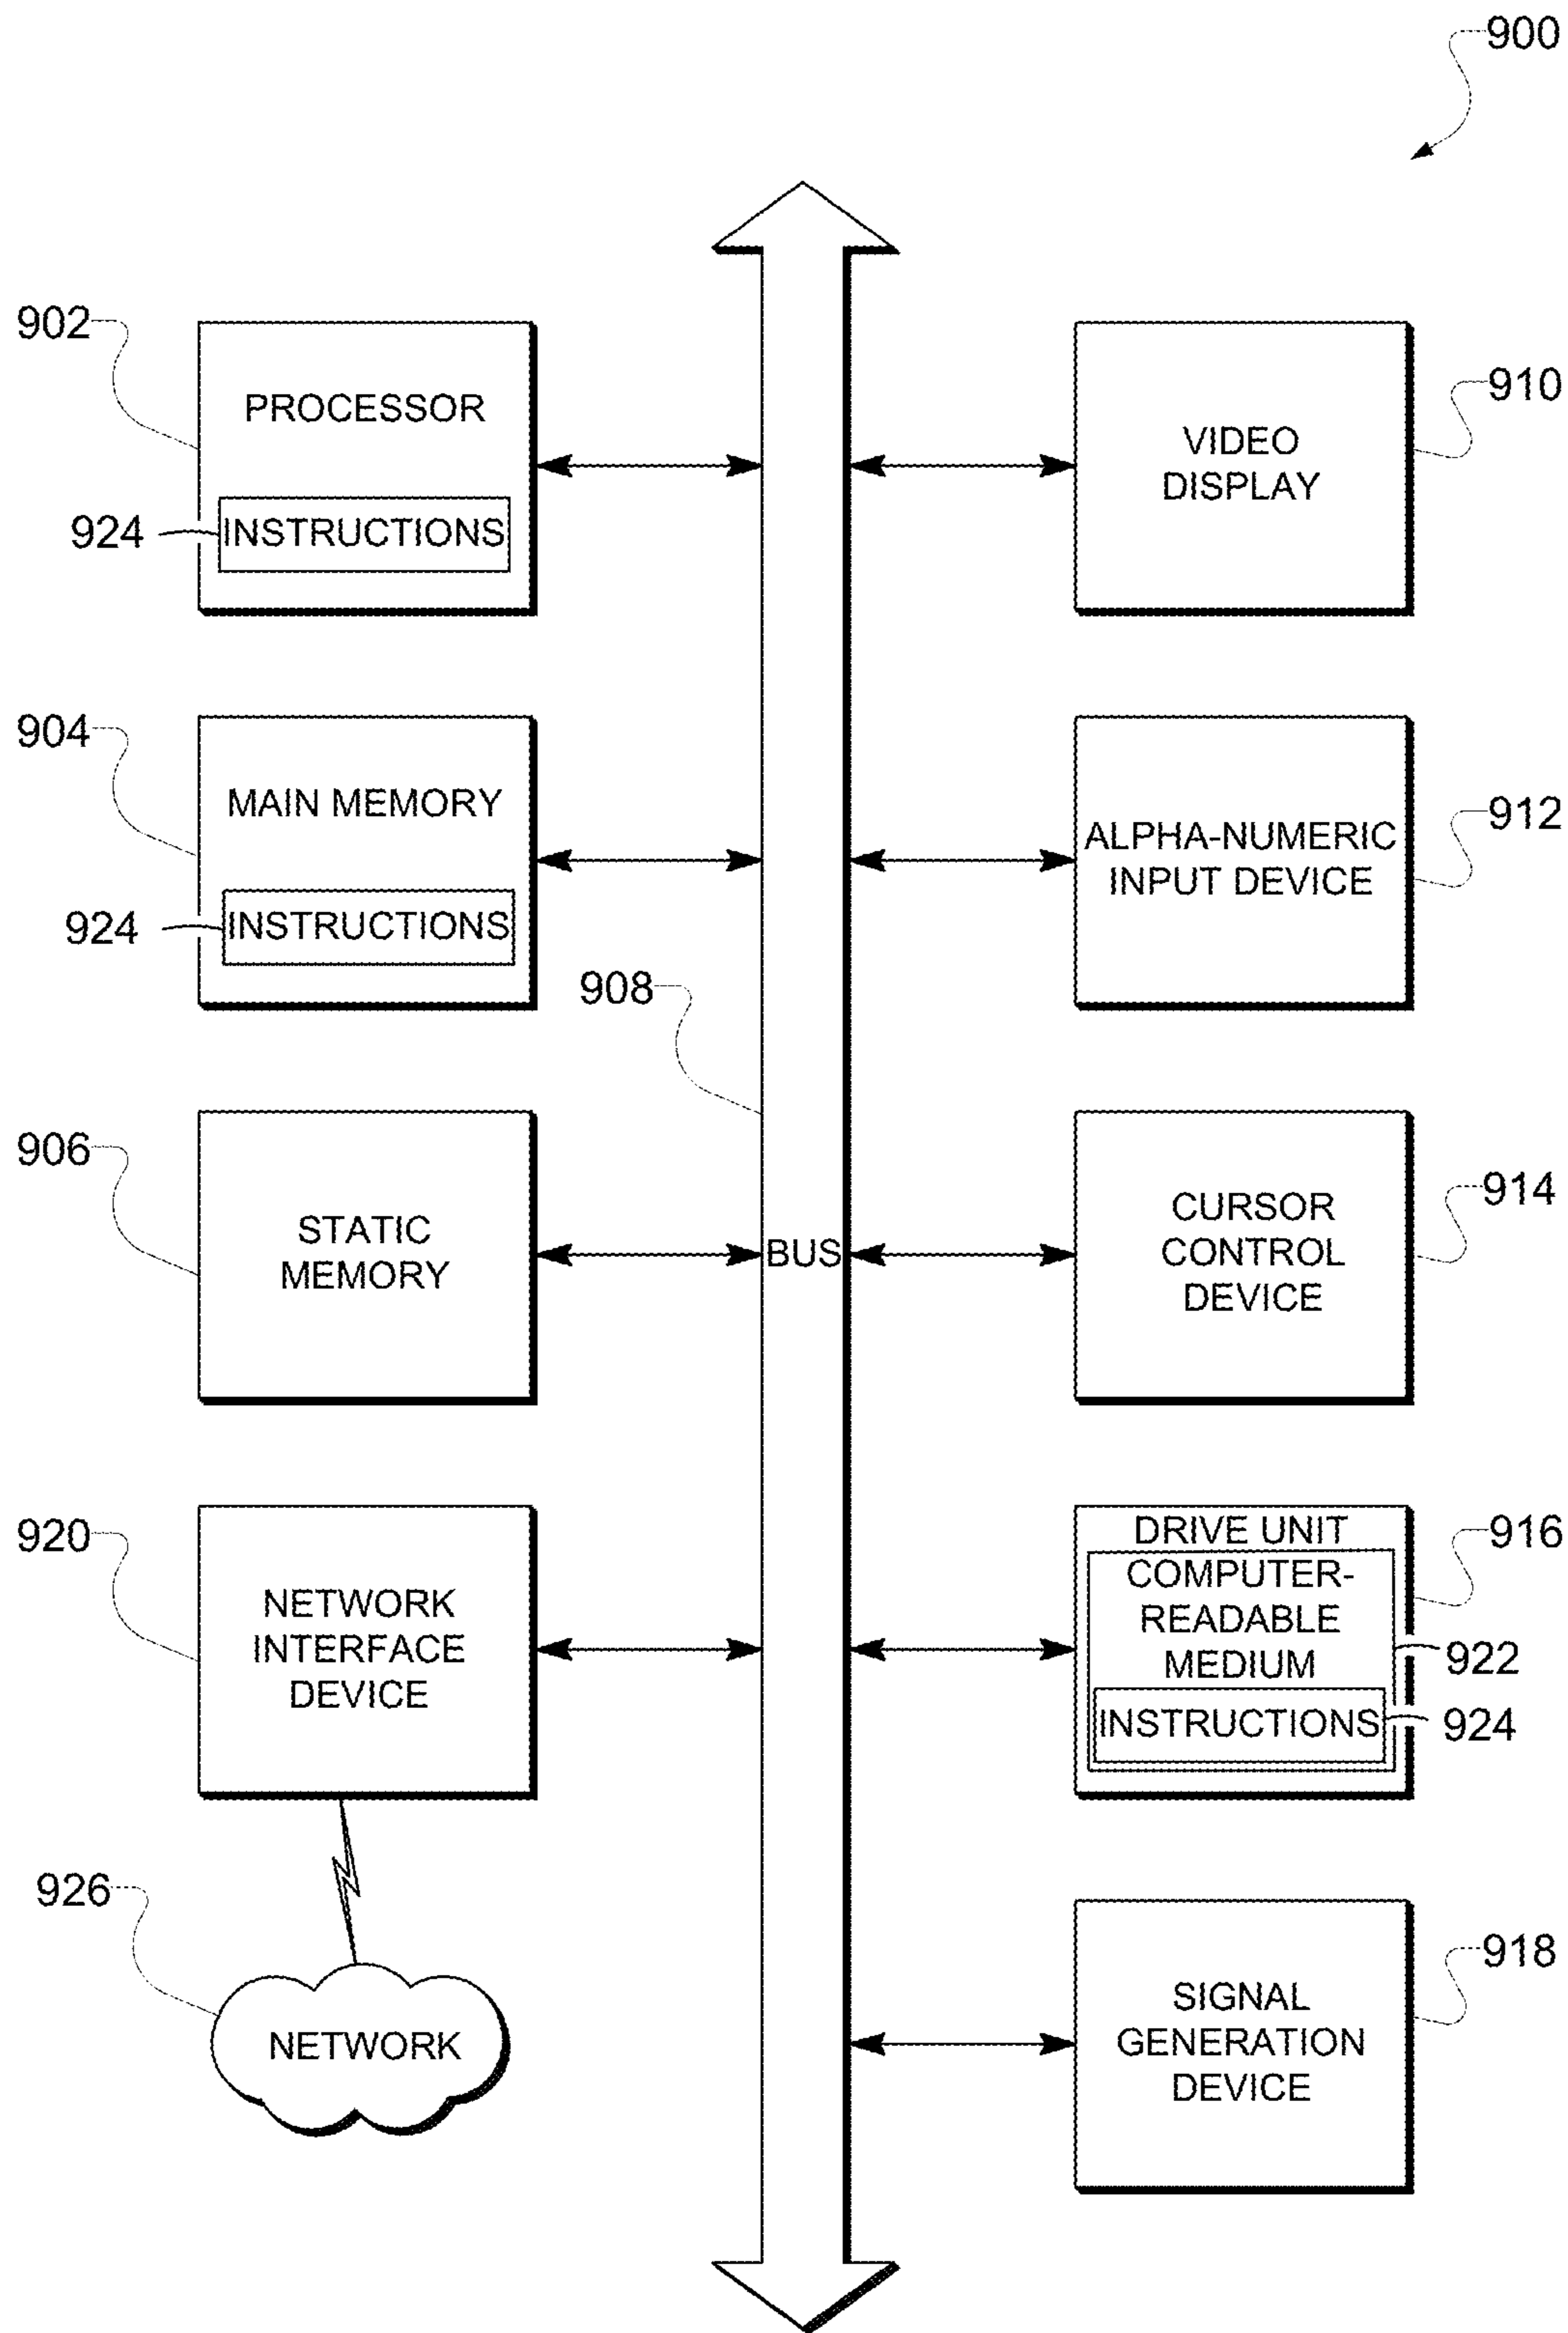 900
902
PROCESSOR
924
INSTRUCTIONS
910
VIDEO
DISPLAY
904
MAIN MEMORY
924
INSTRUCTIONS
912
ALPHA-NUMERIC
INPUT DEVICE
908
906
STATIC
MEMORY
BUS
914
CURSOR
CONTROL
DEVICE
920
NETWORK
INTERFACE
DEVICE
916
DRIVE UNIT
COMPUTER-
READABLE
MEDIUM
922
INSTRUCTIONS
924
926
NETWORK
918
SIGNAL
GENERATION
DEVICE